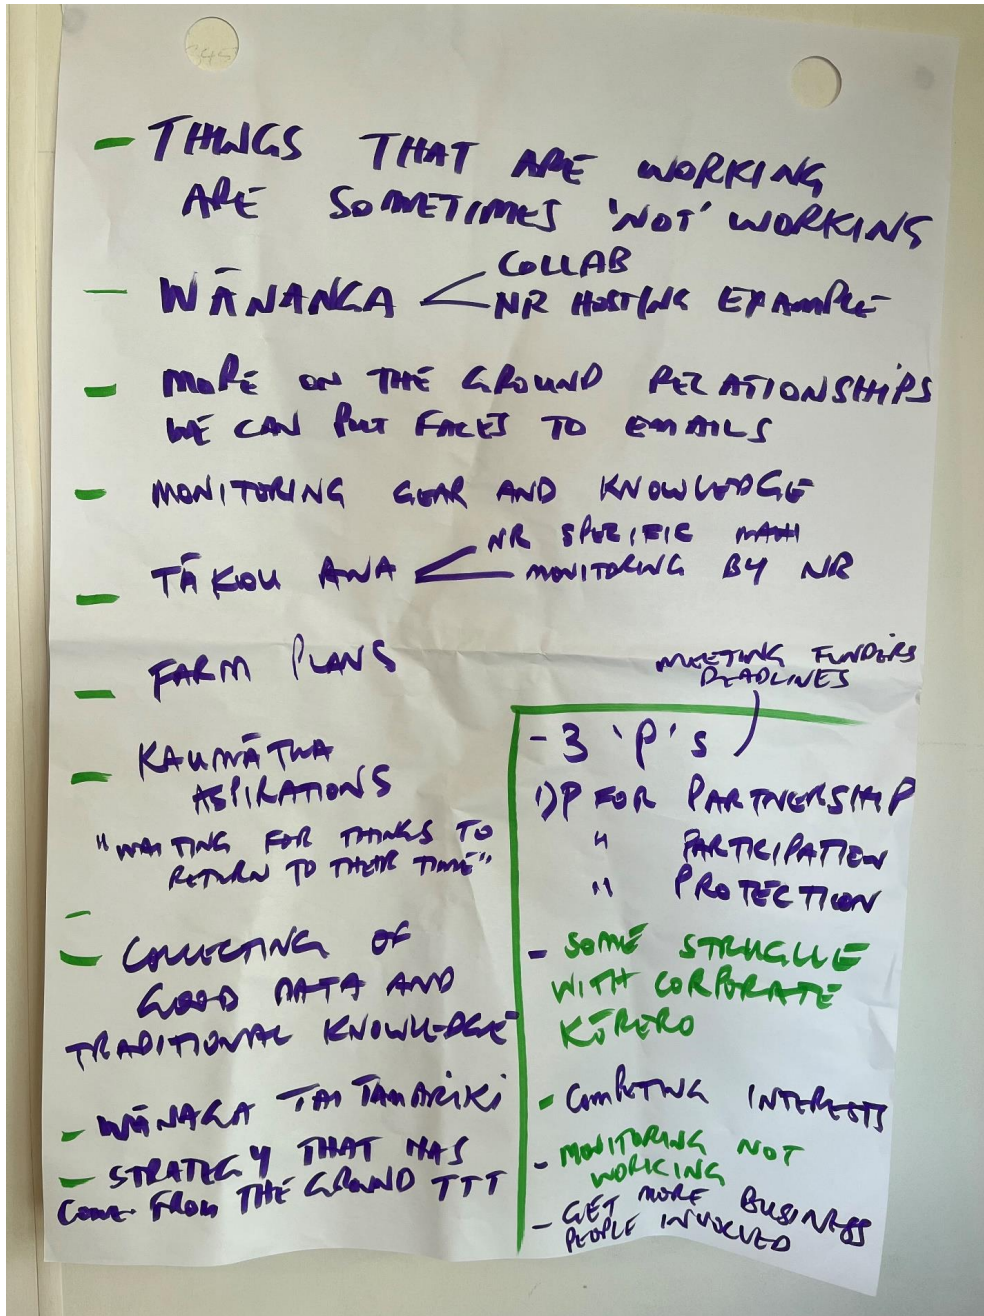 - THINGS THAT ARE WORKING
ARE SOMETIMES 'NOT' WORKING
- WĀNANGA
COLLAB
NR HOSTING EXAMPLE
- MORE ON THE GROUND RELATIONSHIPS
WE CAN PUT FACES TO EMAILS
- MONITORING GEAR AND KNOWLEDGE
- TĀKOU AWA
NR SPECIFIC MAHI
MONITORING BY NR
- FARM PLANS
- KAUMĀTUA
ASPIRATIONS
"WAITING FOR THINGS TO
RETURN TO THEIR TIME"
-
- COLLECTING OF
GOOD DATA AND
TRADITIONAL KNOWLEDGE
- WĀNAGA TAITAMARIKI
- STRATEGY THAT HAS
COME FROM THE GROUND TTT
MEETING FUNDERS
DEADLINES
- 3 'P's
1) P FOR PARTNERSHIP
" PARTICIPATION
" PROTECTION
- SOME STRUGGLE
WITH CORPORATE
KŌRERO
- COMPETING INTERESTS
- MONITORING NOT
WORKING
- GET MORE BUSINESS
PEOPLE INVOLVED